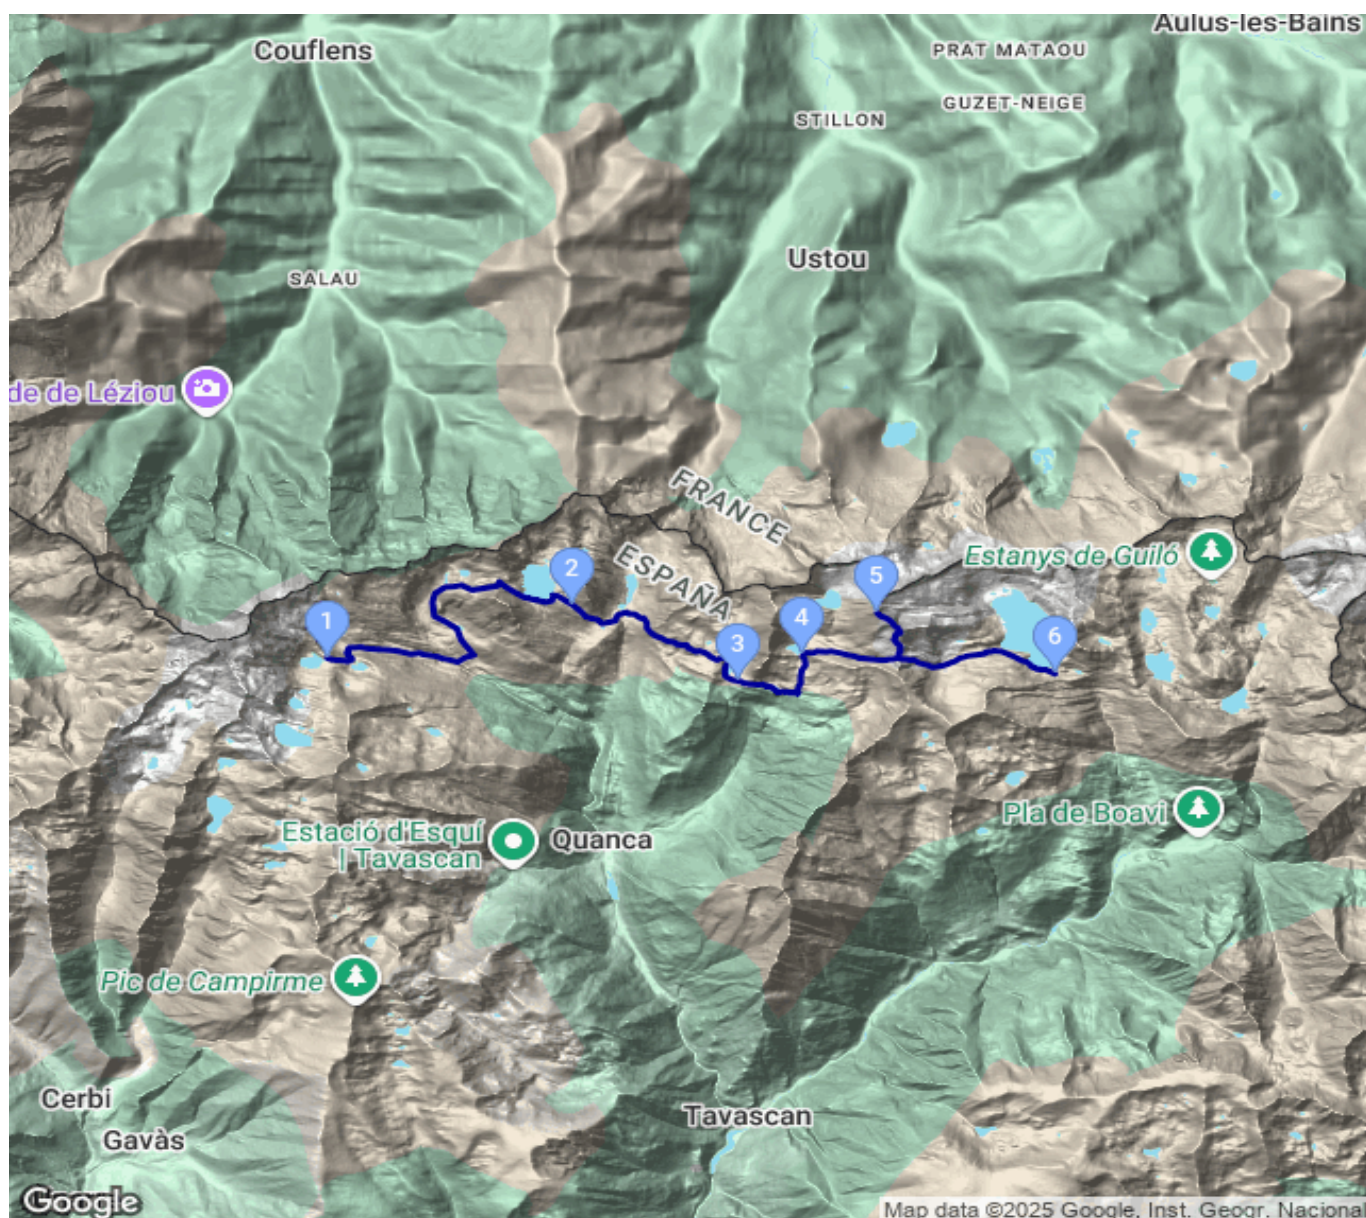 Aulus-les-Bains
Couflens
PRAT MATAOU
GUZET-NEIGE
STILLON
Ustou
SALAU
de de Léziou
FRANCE
ESPAÑA
Estanys de Guiló
1
2
3
4
5
6
Estació d'Esquí
| Tavascan
Quanca
Pla de Boavi
Pic de Campirme
Cerbi
Gavàs
Tavascan
Google
Map data ©2025 Google, Inst. Geogr. Nacional